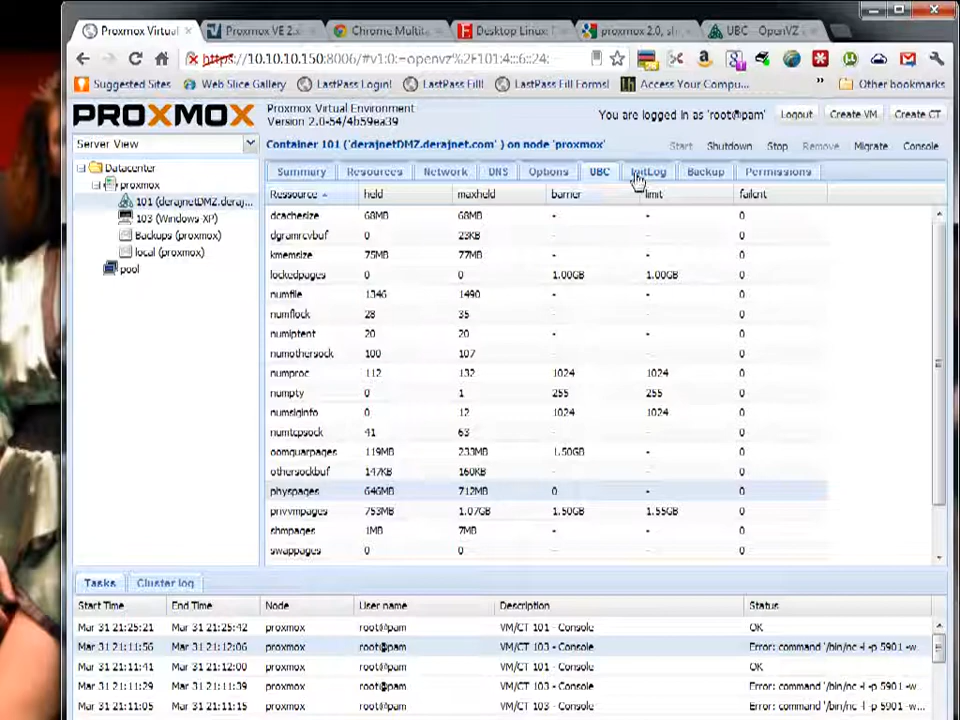 Proxmox Virtual
Proxmox VE 2.x
Chrome Multi
Desktop Linux:
proxmox 2.0, sl
UBC - OpenVZ
https://10.10.10.150:8006/#v1:0:=openvz%2F101:4:::6::24:
Suggested Sites
Web Slice Gallery
LastPass Login!
LastPass Fill!
LastPass Fill Forms!
Access Your Compu...
»
Other bookmarks
PROXMOX
Proxmox Virtual Environment
Version 2.0-54/4b59ea39
You are logged in as 'root@pam'
Logout
Create VM
Create CT
Server View
Container 101 ('derajnetDMZ.derajnet.com' ) on node 'proxmox'
Start
Shutdown
Stop
Remove
Migrate
Console
Datacenter
proxmox
101 (derajnetDMZ.deraj...
103 (Windows-XP)
Backups (proxmox)
local (proxmox)
pool
Summary
Resources
Network
DNS
Options
UBC
InitLog
Backup
Permissions
Ressource held maxheld barrier limit failcnt
dcachesize 68MB 68MB - - 0
dgramrcvbuf 0 23KB - - 0
kmemsize 75MB 77MB - - 0
lockedpages 0 0 1.00GB 1.00GB 0
numfile 1346 1490 - - 0
numflock 28 35 - - 0
numiptent 20 20 - - 0
numothersock 100 107 - - 0
numproc 112 132 1024 1024 0
numpty 0 1 255 255 0
numsiginfo 0 12 1024 1024 0
numtcpsock 41 63 - - 0
oomguarpages 119MB 233MB 1.50GB - 0
othersockbuf 147KB 160KB - - 0
physpages 646MB 712MB 0 - 0
privvmpages 753MB 1.07GB 1.50GB 1.55GB 0
shmpages 1MB 7MB - - 0
swappages 0 0 - - 0
Tasks
Cluster log
Start Time End Time Node User name Description Status
Mar 31 21:25:21 Mar 31 21:25:42 proxmox root@pam VM/CT 101 - Console OK
Mar 31 21:11:56 Mar 31 21:12:06 proxmox root@pam VM/CT 103 - Console Error: command '/bin/nc -l -p 5901 -w...
Mar 31 21:11:41 Mar 31 21:12:00 proxmox root@pam VM/CT 101 - Console OK
Mar 31 21:11:29 Mar 31 21:11:39 proxmox root@pam VM/CT 103 - Console Error: command '/bin/nc -l -p 5901 -w...
Mar 31 21:11:05 Mar 31 21:11:15 proxmox root@pam VM/CT 103 - Console Error: command '/bin/nc -l -p 5901 -w...